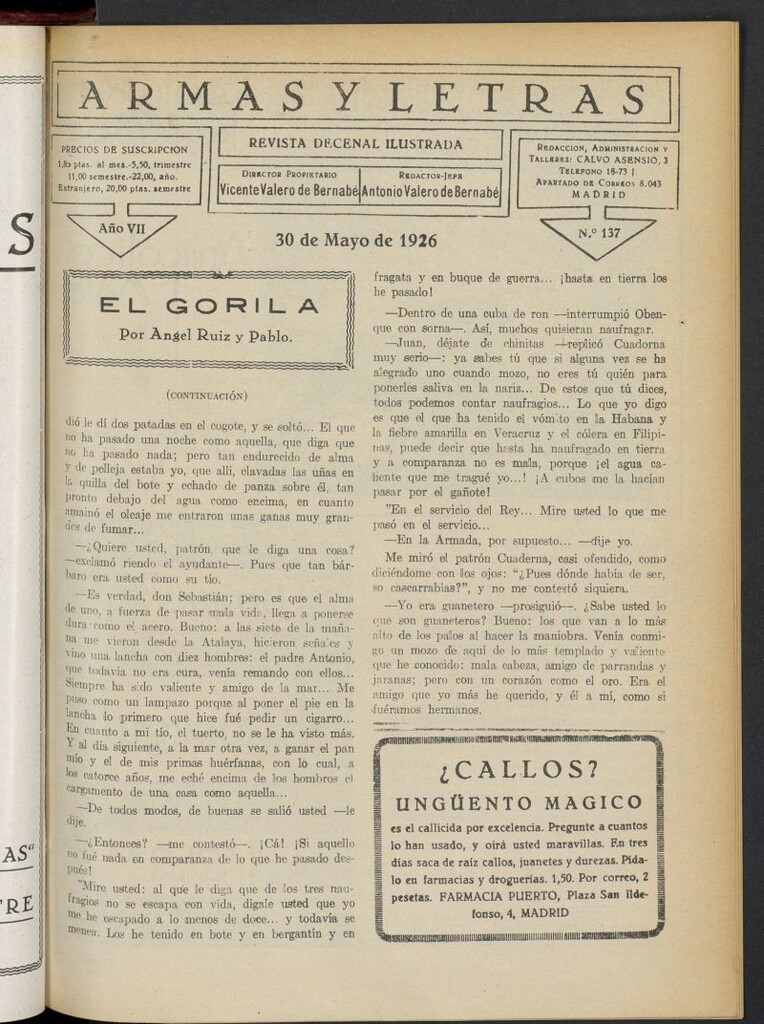 S
AS"
TRE
ARMAS Y LETRAS
PRECIOS DE SUSCRIPCION
1,85 ptas. al mes.-5,50, trimestre
11,00 semestre.-22,00, año.
Extranjero, 20,00 ptas. semestre
Año VII
REVISTA DECENAL ILUSTRADA
DIRECTOR PROPIETARIO
Vicente Valero de Bernabé
REDACTOR-JEFE
Antonio Valero de Bernabé
REDACCION, ADMINISTRACION Y
TALLERES: CALVO ASENSIO, 3
TELEFONO 18-73 J
APARTADO DE CORREOS 8.043
MADRID
N.º 137
30 de Mayo de 1926
EL GORILA
Por Angel Ruiz y Pablo.
(CONTINUACIÓN)
dió le dí dos patadas en el cogote, y se soltó... El que
no ha pasado una noche como aquella, que diga que
no ha pasado nada; pero tan endurecido de alma
y de pelleja estaba yo, que allí, clavadas las uñas en
la quilla del bote y echado de panza sobre él, tan
pronto debajo del agua como encima, en cuanto
amainó el oleaje me entraron unas ganas muy gran-
des de fumar...
—¿Quiere usted, patrón, que le diga una cosa?
—exclamó riendo el ayudante—. Pues que tan bár-
baro era usted como su tío.
—Es verdad, don Sebastián; pero es que el alma
de uno, a fuerza de pasar mala vida, llega a ponerse
dura como el acero. Bueno: a las siete de la maña-
na me vieron desde la Atalaya, hicieron señales y
vino una lancha con diez hombres: el padre Antonio,
que todavía no era cura, venía remando con ellos...
Siempre ha sido valiente y amigo de la mar... Me
puso como un lampazo porque al poner el pie en la
lancha lo primero que hice fué pedir un cigarro...
En cuanto a mi tío, el tuerto, no se le ha visto más.
Y al día siguiente, a la mar otra vez, a ganar el pan
mío y el de mis primas huérfanas, con lo cual, a
los catorce años, me eché encima de los hombros el
cargamento de una casa como aquella...
—De todos modos, de buenas se salió usted —le
dije.
—¿Entonces? —me contestó—. ¡Cá! ¡Si aquello
no fué nada en comparanza de lo que he pasado des-
pués!
"Mire usted: al que le diga que de los tres nau-
fragios no se escapa con vida, dígale usted que yo
me he escapado a lo menos de doce... y todavía se
menea. Los he tenido en bote y en bergantín y en
fragata y en buque de guerra... ¡hasta en tierra los
he pasado!
—Dentro de una cuba de ron —interrumpió Oben-
que con sorna—. Así, muchos quisieran naufragar.
—Juan, déjate de chinitas —replicó Cuadorna
muy serio—: ya sabes tú que si alguna vez se ha
alegrado uno cuando mozo, no eres tú quién para
ponerles saliva en la nariz... De estos que tú dices,
todos podemos contar naufragios... Lo que yo digo
es que el que ha tenido el vómito en la Habana y
la fiebre amarilla en Veracruz y el cólera en Filipi-
nas, puede decir que hasta ha naufragado en tierra
y a comparanza no es mala, porque ¡el agua ca-
liente que me tragué yo...! ¡A cubos me la hacían
pasar por el gañote!
"En el servicio del Rey... Mire usted lo que me
pasó en el servicio...
—En la Armada, por supuesto... —dije yo.
Me miró el patrón Cuaderna, casi ofendido, como
diciéndome con los ojos: "¿Pues dónde había de ser,
so cascarrabias?", y no me contestó siquiera.
—Yo era guanetero —prosiguió—. ¿Sabe usted lo
que son guaneteros? Bueno: los que van a lo más
alto de los palos al hacer la maniobra. Venía conmi-
go un mozo de aquí de lo más templado y valiente
que he conocido: mala cabeza, amigo de parrandas y
jaranas; pero con un corazón como el oro. Era el
amigo que yo más he querido, y él a mí, como si
fuéramos hermanos.
¿CALLOS?
UNGÜENTO MAGICO
es el callicida por excelencia. Pregunte a cuantos
lo han usado, y oirá usted maravillas. En tres
días saca de raíz callos, juanetes y durezas. Pída-
lo en farmacias y droguerías. 1,50. Por correo, 2
pesetas. FARMACIA PUERTO, Plaza San Ilde-
fonso, 4, MADRID